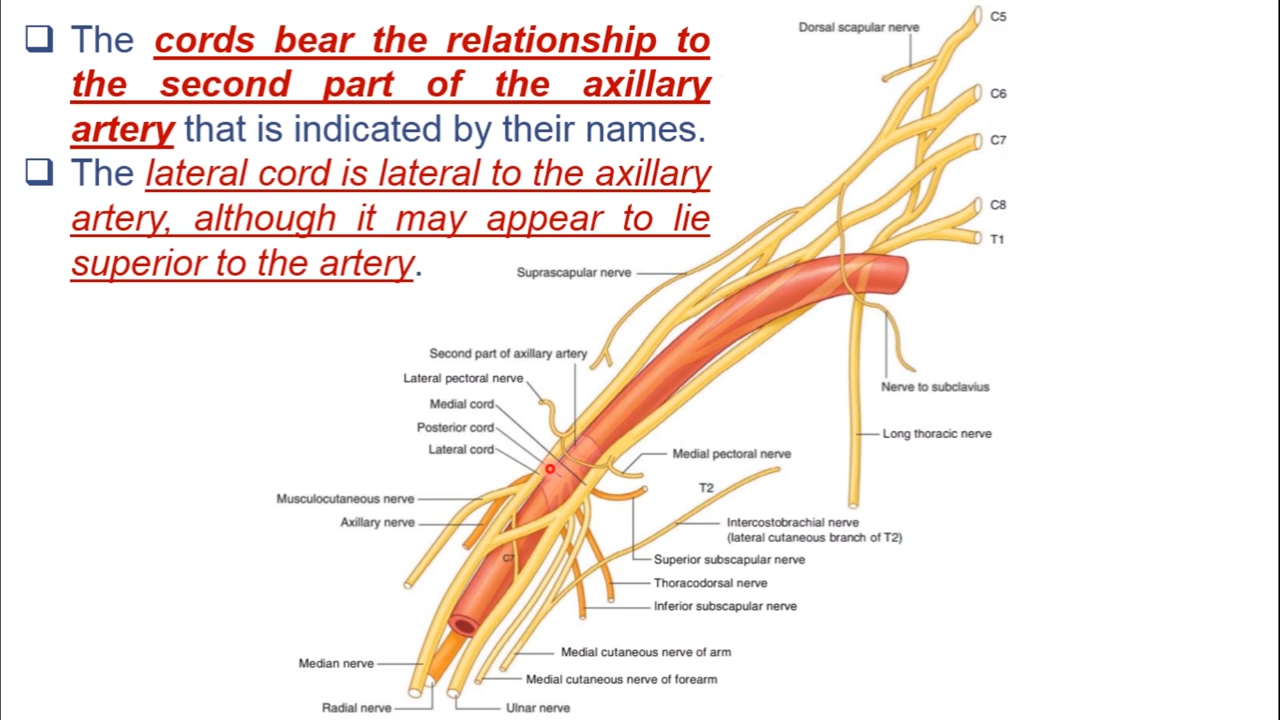 The cords bear the relationship to
the second part of the axillary
artery that is indicated by their names.
The lateral cord is lateral to the axillary
artery, although it may appear to lie
superior to the artery.
Dorsal scapular nerve
C5
C6
C7
C8
T1
Suprascapular nerve
Second part of axillary artery
Lateral pectoral nerve
Medial cord
Posterior cord
Lateral cord
Nerve to subclavius
Long thoracic nerve
Medial pectoral nerve
T2
Musculocutaneous nerve
Axillary nerve
Intercostobrachial nerve
(lateral cutaneous branch of T2)
C7
Superior subscapular nerve
Thoracodorsal nerve
Inferior subscapular nerve
Medial cutaneous nerve of arm
Median nerve
Medial cutaneous nerve of forearm
Radial nerve
Ulnar nerve